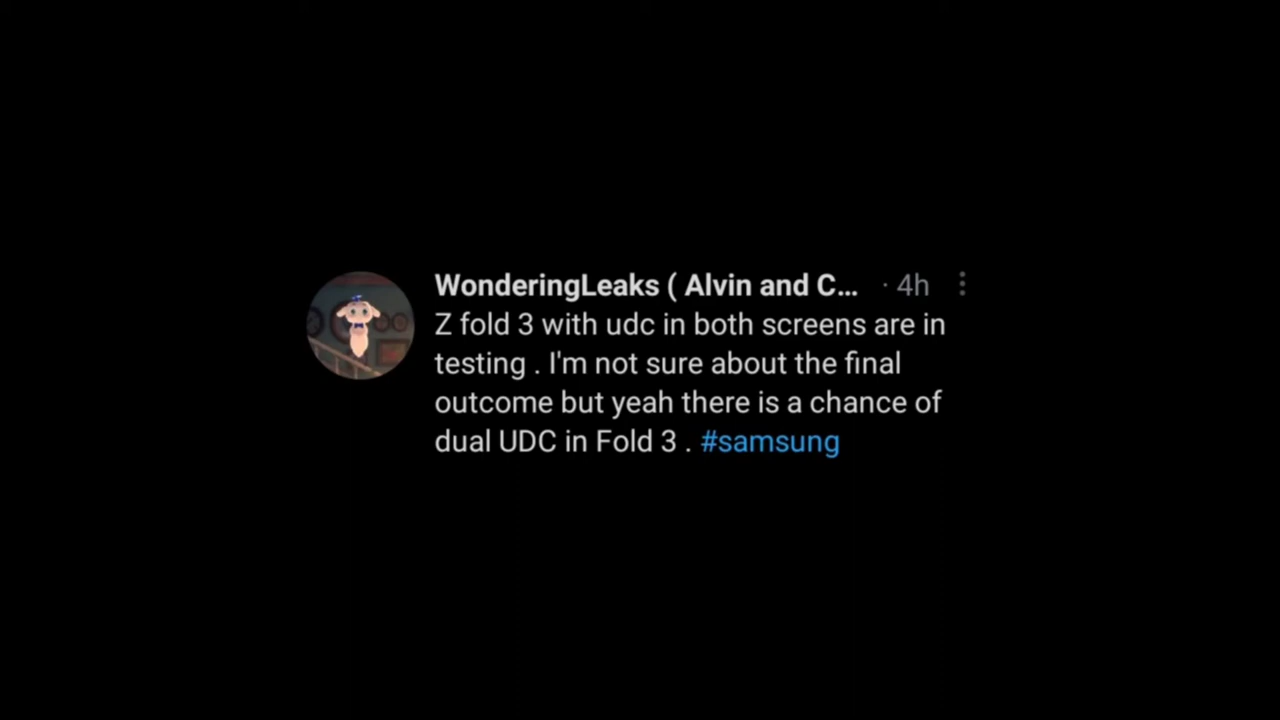 WonderingLeaks ( Alvin and C... · 4h
Z fold 3 with udc in both screens are in
testing . I'm not sure about the final
outcome but yeah there is a chance of
dual UDC in Fold 3 . #samsung